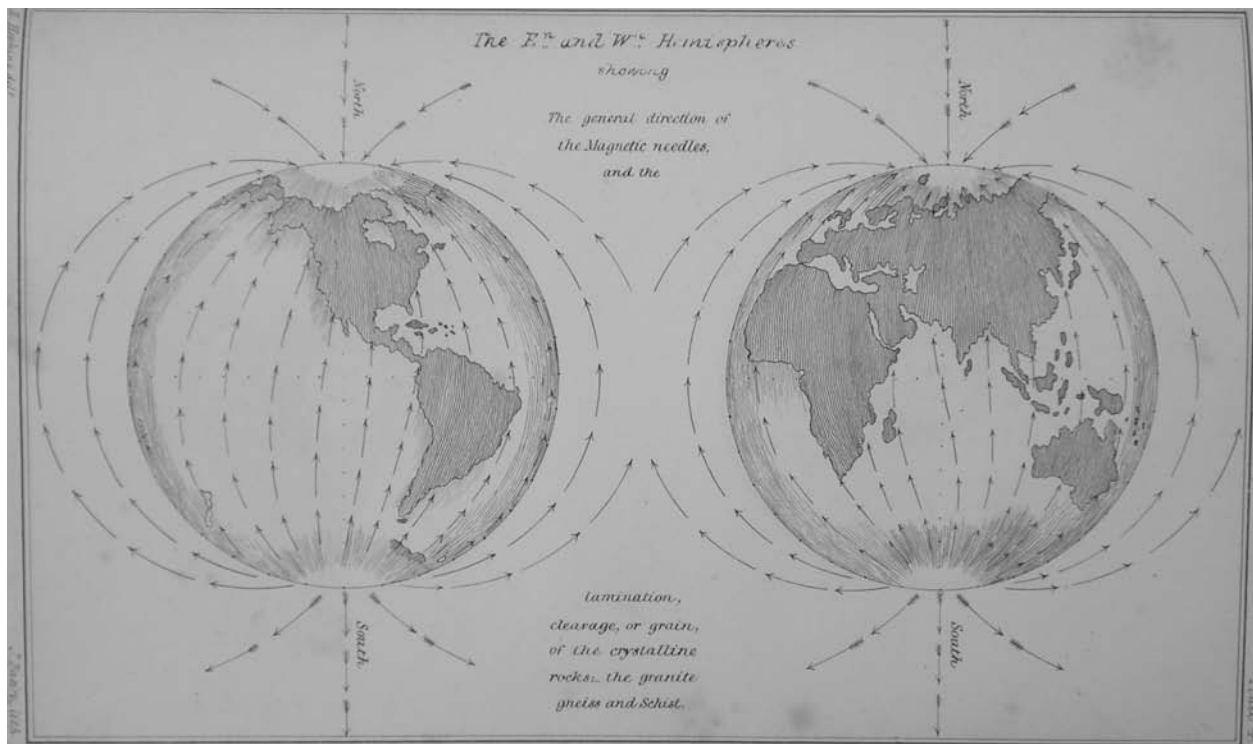 The Eⁿ and Wⁿ Hemispheres
showing
The general direction of
the Magnetic needles,
and the
North
North
South
South
lamination,
cleavage, or grain,
of the crystalline
rocks:_ the granite
gneiss and Schist.